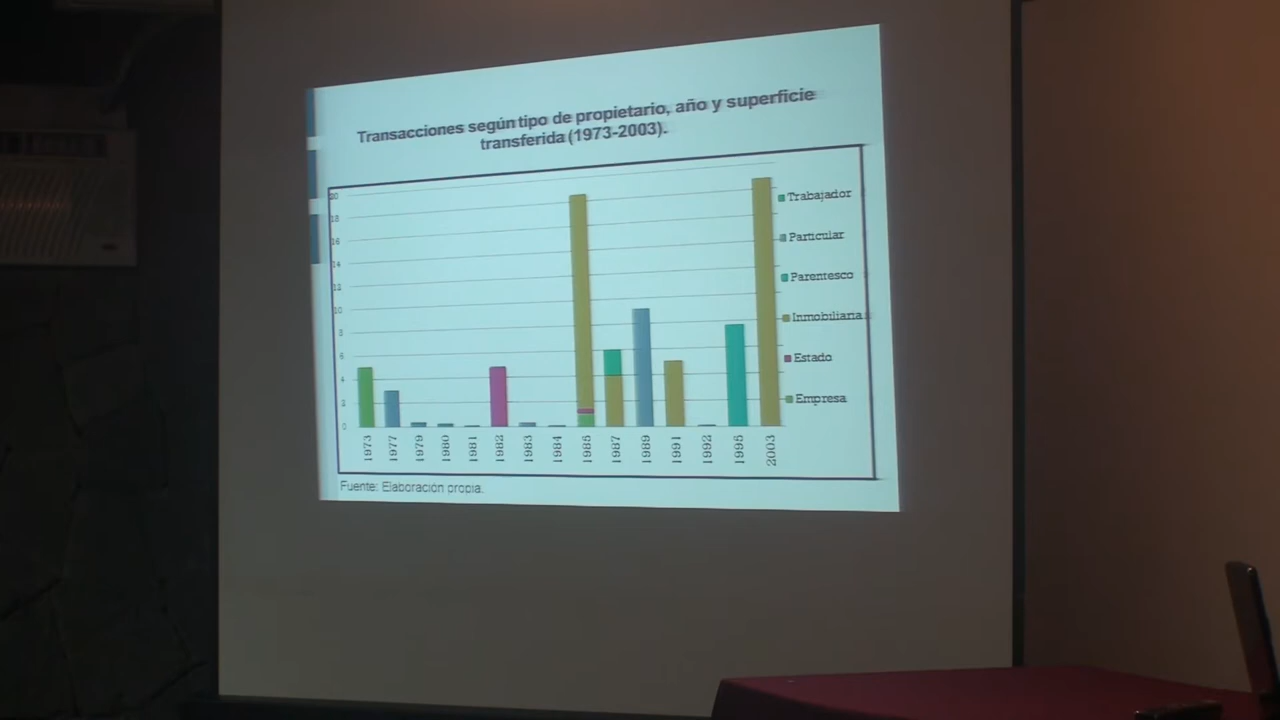 Transacciones según tipo de propietario, año y superficie
transferida (1973-2003).
20
18
16
14
12
10
8
6
4
2
0
1973
1977
1979
1980
1981
1982
1983
1984
1985
1987
1989
1991
1992
1995
2003
Trabajador
Particular
Parentesco
Inmobiliaria
Estado
Empresa
Fuente: Elaboración propia.